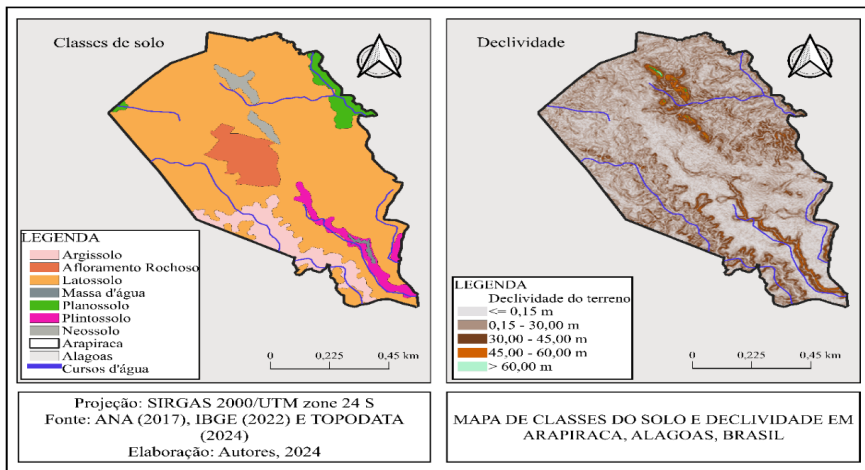 Classes de solo
LEGENDA
Argissolo
Afloramento Rochoso
Latossolo
Massa d'água
Planossolo
Plintossolo
Neossolo
Arapiraca
Alagoas
Cursos d'água
0 0,225 0,45 km
Declividade
LEGENDA
Declividade do terreno
<= 0,15 m
0,15 - 30,00 m
30,00 - 45,00 m
45,00 - 60,00 m
> 60,00 m
0 0,225 0,45 km
Projeção: SIRGAS 2000/UTM zone 24 S
Fonte: ANA (2017), IBGE (2022) E TOPODATA
(2024)
Elaboração: Autores, 2024
MAPA DE CLASSES DO SOLO E DECLIVIDADE EM
ARAPIRACA, ALAGOAS, BRASIL